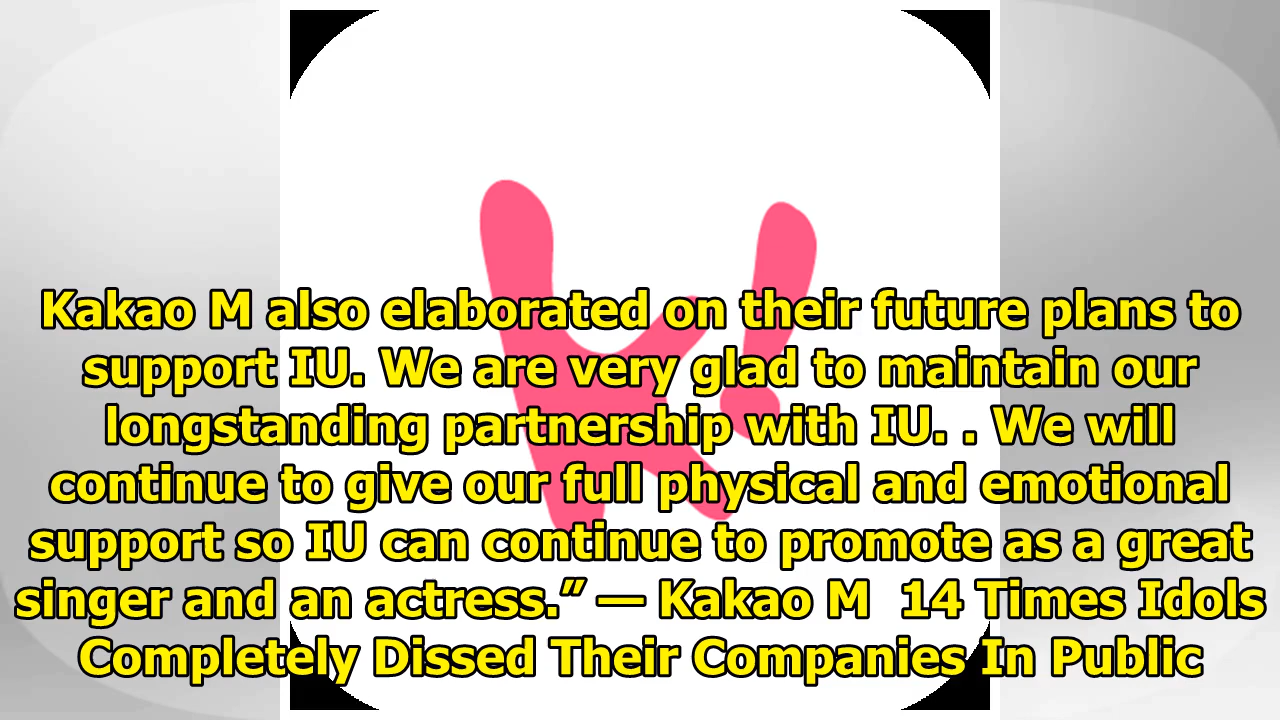 Kakao M also elaborated on their future plans to
support IU. We are very glad to maintain our
longstanding partnership with IU. . We will
continue to give our full physical and emotional
support so IU can continue to promote as a great
singer and an actress.” — Kakao M  14 Times Idols
Completely Dissed Their Companies In Public